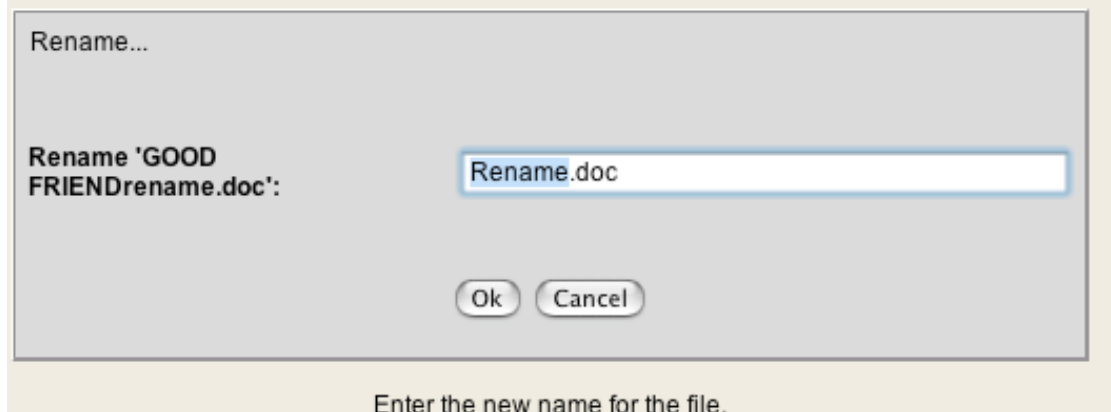 Rename...
Rename 'GOOD
FRIENDrename.doc':
Rename.doc
Ok Cancel
Enter the new name for the file.